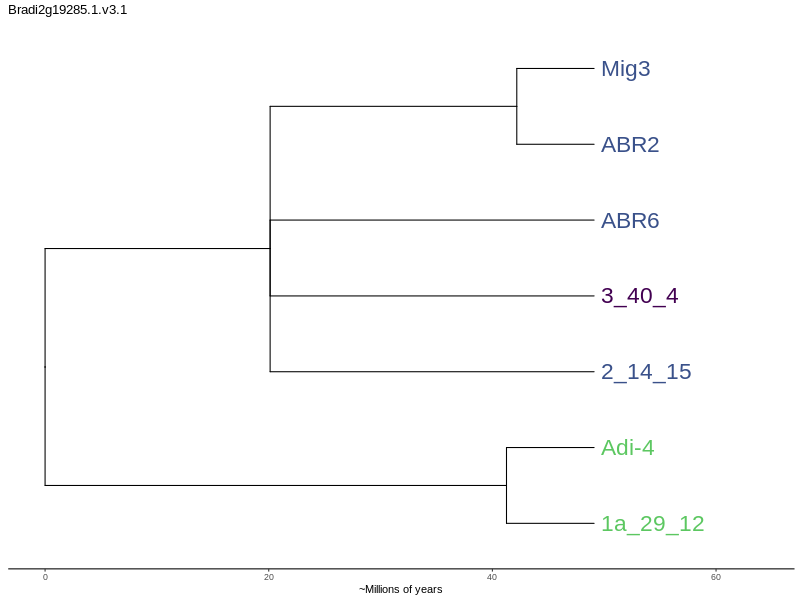 Bradi2g19285.1.v3.1
Mig3
ABR2
ABR6
3_40_4
2_14_15
Adi-4
1a_29_12
0 20 40 60
~Millions of years